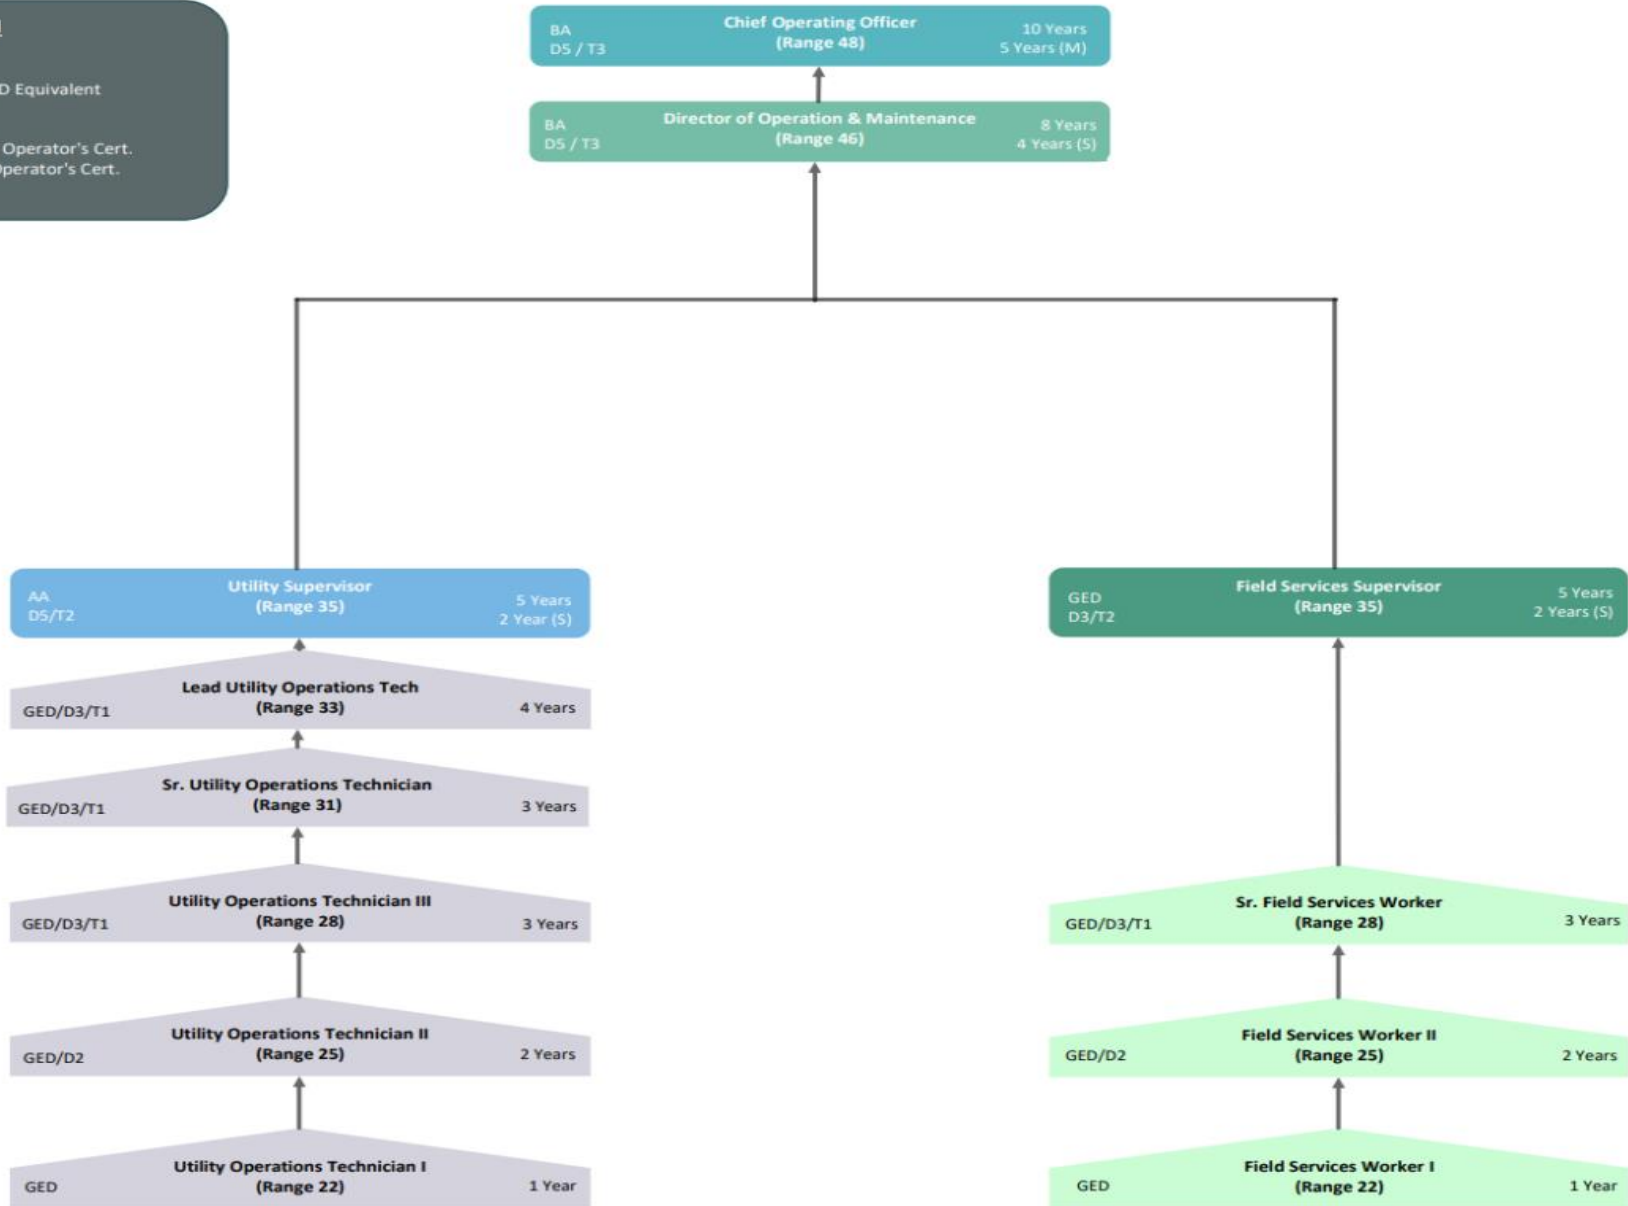 D Equivalent
Operator's Cert.
Operator's Cert.
BA
D5 / T3
Chief Operating Officer
(Range 48)
10 Years
5 Years (M)
BA
D5 / T3
Director of Operation & Maintenance
(Range 46)
8 Years
4 Years (S)
AA
D5/T2
Utility Supervisor
(Range 35)
5 Years
2 Year (S)
GED
D3/T2
Field Services Supervisor
(Range 35)
5 Years
2 Years (S)
Lead Utility Operations Tech
(Range 33)
GED/D3/T1
4 Years
Sr. Utility Operations Technician
(Range 31)
GED/D3/T1
3 Years
Utility Operations Technician III
(Range 28)
GED/D3/T1
3 Years
Sr. Field Services Worker
(Range 28)
GED/D3/T1
3 Years
Utility Operations Technician II
(Range 25)
GED/D2
2 Years
Field Services Worker II
(Range 25)
GED/D2
2 Years
Utility Operations Technician I
(Range 22)
GED
1 Year
Field Services Worker I
(Range 22)
GED
1 Year